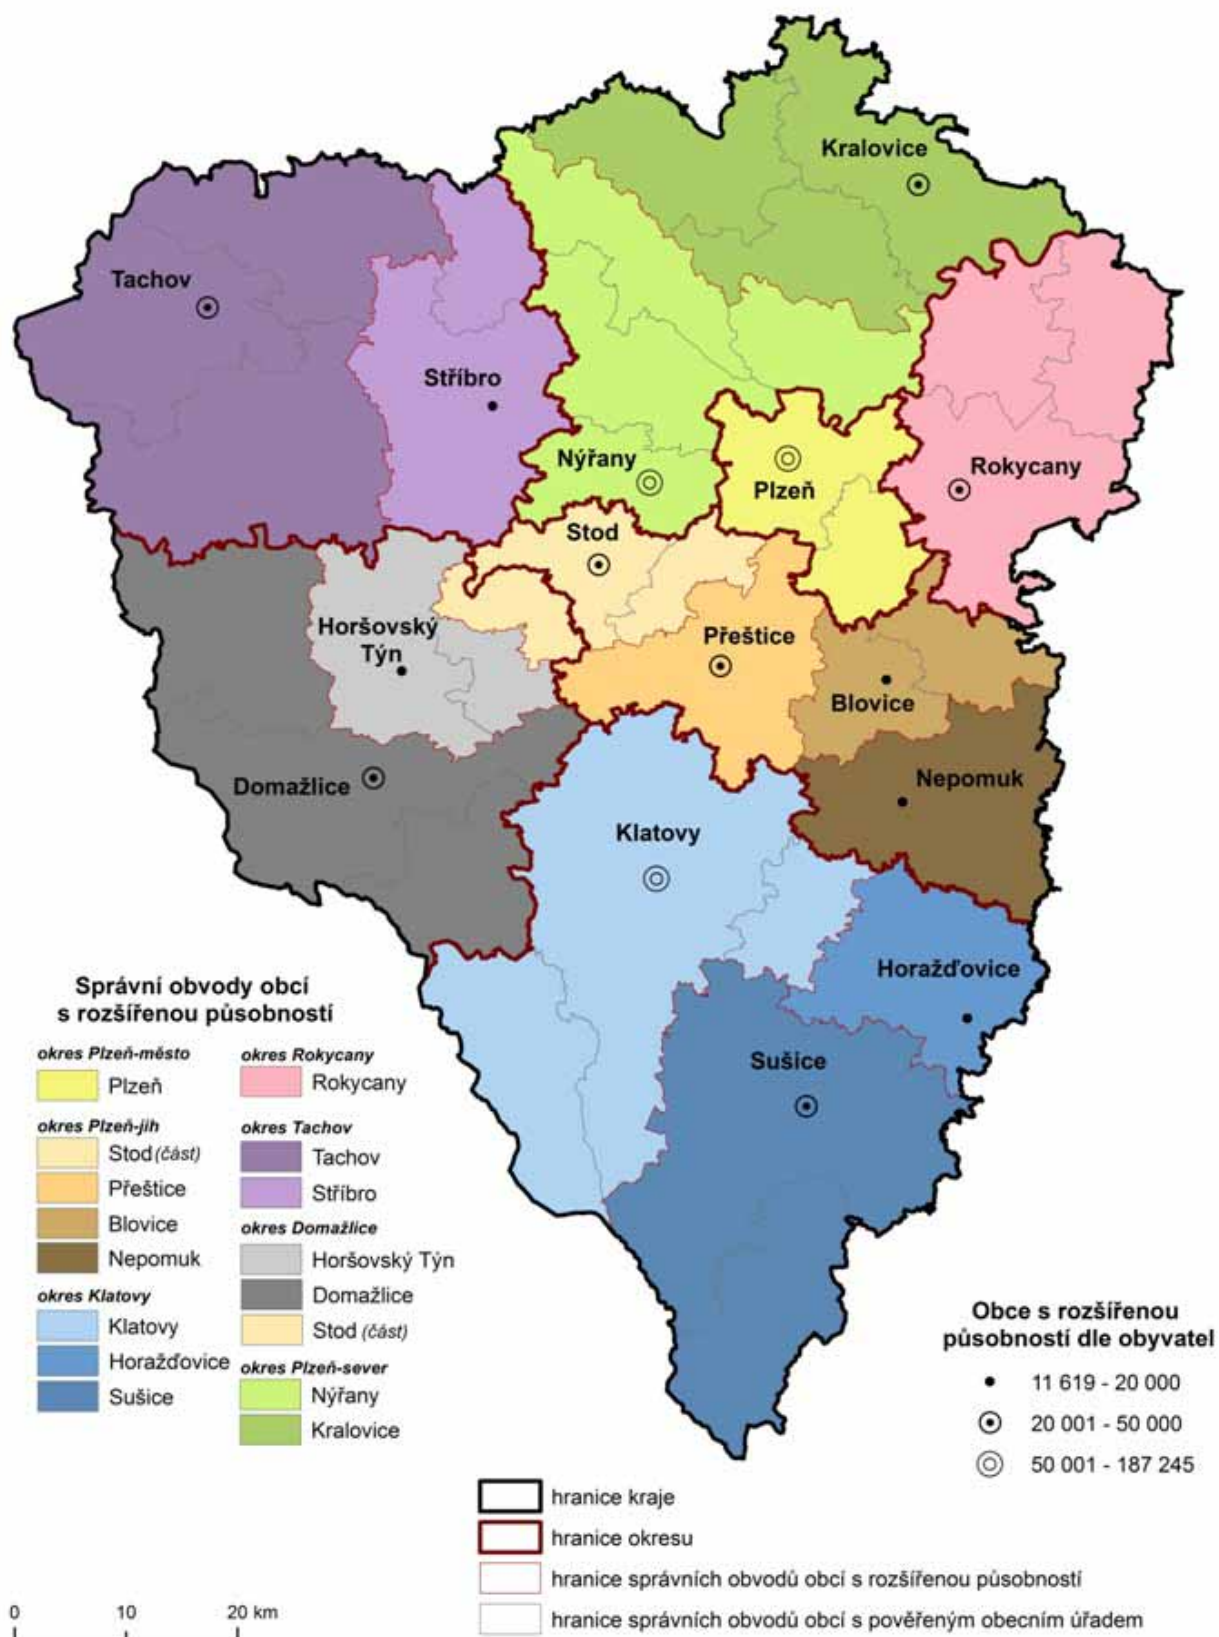 Kralovice
Tachov
Stříbro
Nýřany
Plzeň
Rokycany
Stod
Horšovský
Týn
Přeštice
Blovice
Domažlice
Nepomuk
Klatovy
Horažďovice
Sušice
Správní obvody obcí
s rozšířenou působností
okres Plzeň-město
Plzeň
okres Plzeň-jih
Stod (část)
Přeštice
Blovice
Nepomuk
okres Klatovy
Klatovy
Horažďovice
Sušice
okres Rokycany
Rokycany
okres Tachov
Tachov
Stříbro
okres Domažlice
Horšovský Týn
Domažlice
Stod (část)
okres Plzeň-sever
Nýřany
Kralovice
Obce s rozšířenou
působností dle obyvatel
11 619 - 20 000
20 001 - 50 000
50 001 - 187 245
hranice kraje
hranice okresu
hranice správních obvodů obcí s rozšířenou působností
hranice správních obvodů obcí s pověřeným obecním úřadem
0 10 20 km